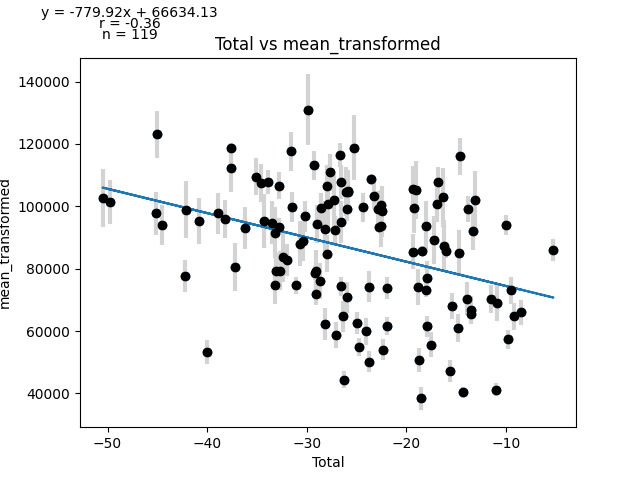 y = -779.92x + 66634.13
r = -0.36
n = 119
Total vs mean_transformed
140000
120000
100000
80000
60000
40000
mean_transformed
−50 −40 −30 −20 −10
Total